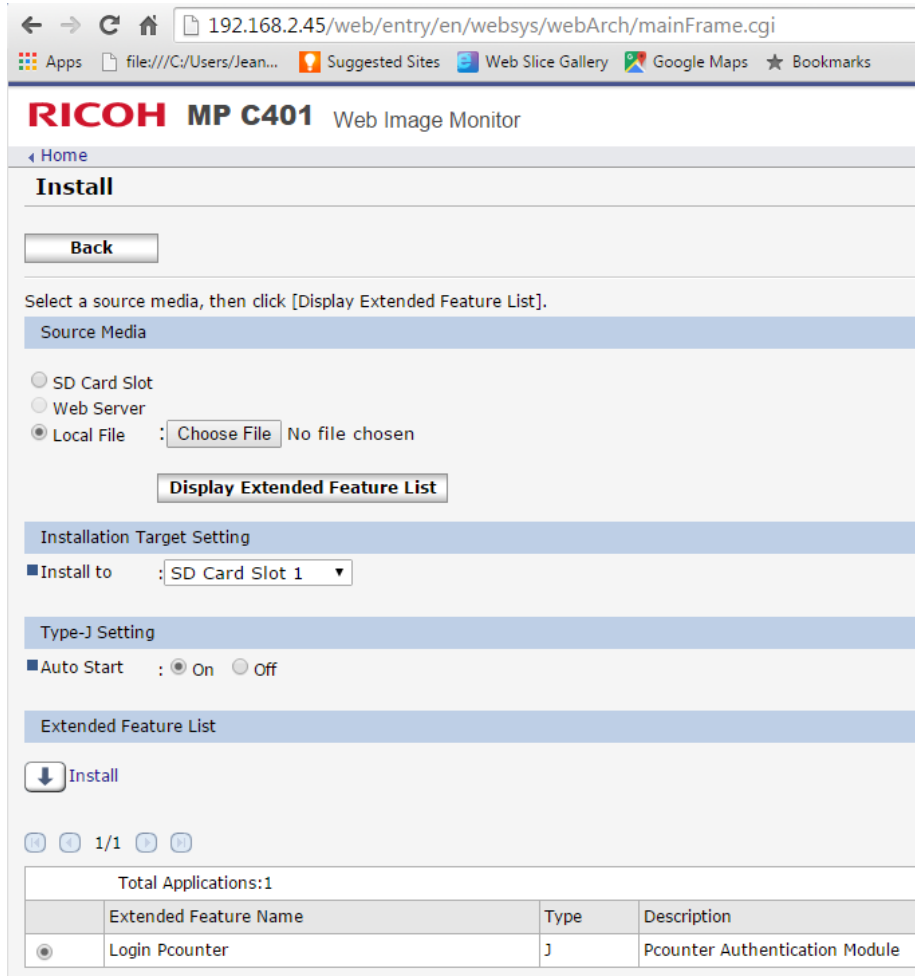 192.168.2.45/web/entry/en/websys/webArch/mainFrame.cgi
Apps file:///C:/Users/Jean... Suggested Sites Web Slice Gallery Google Maps Bookmarks
RICOH MP C401 Web Image Monitor
Home
Install
Back
Select a source media, then click [Display Extended Feature List].
Source Media
SD Card Slot
Web Server
Local File : Choose File No file chosen
Display Extended Feature List
Installation Target Setting
Install to : SD Card Slot 1
Type-J Setting
Auto Start : On Off
Extended Feature List
Install
1/1
Total Applications:1
Extended Feature Name Type Description
Login Pcounter J Pcounter Authentication Module